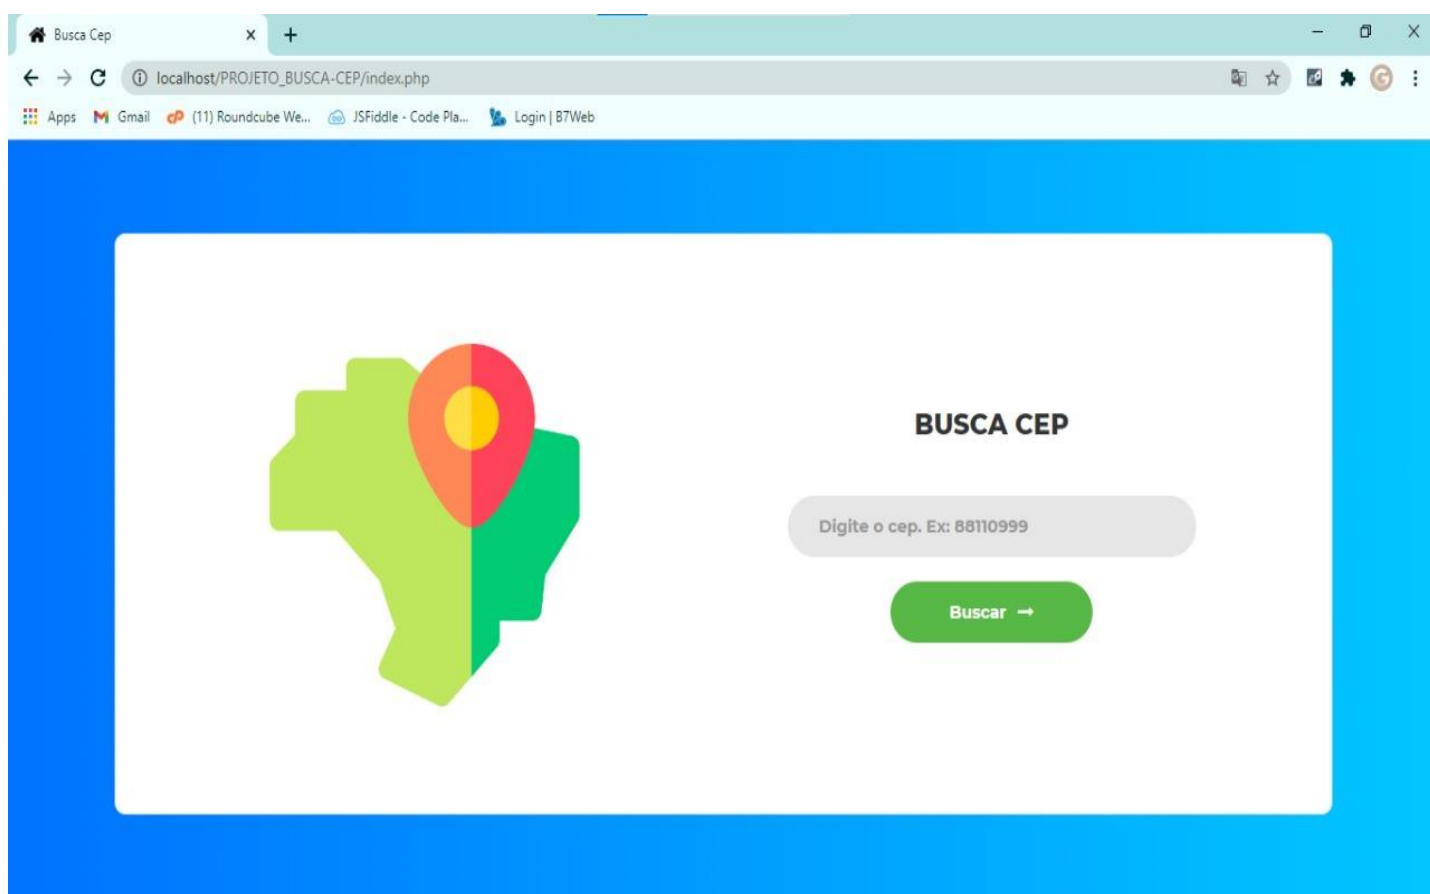 Busca Cep
localhost/PROJETO_BUSCA-CEP/index.php
Apps Gmail (11) Roundcube We... JSFiddle - Code Pla... Login | B7Web
BUSCA CEP
Digite o cep. Ex: 88110999
Buscar →